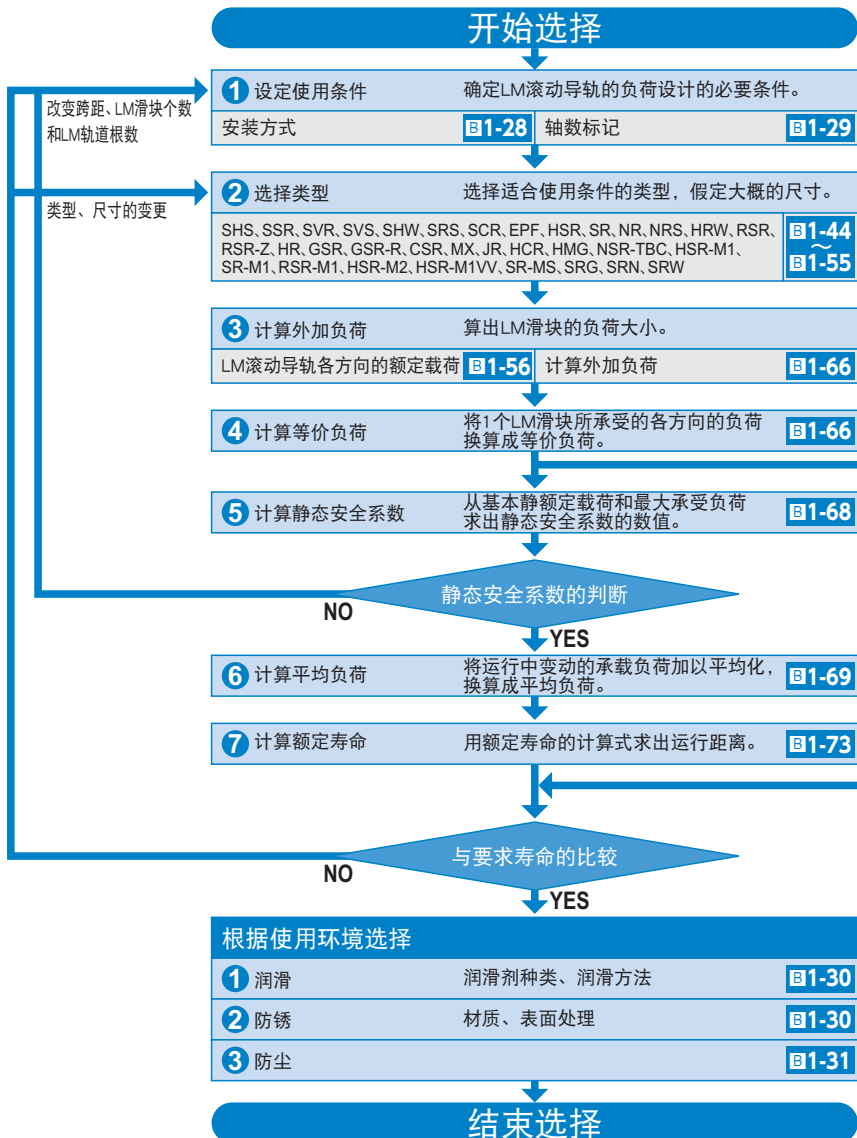 开始选择
改变跨距、LM滑块个数
和LM轨道根数
类型、尺寸的变更
1 设定使用条件 确定LM滚动导轨的负荷设计的必要条件。
安装方式 B1-28 轴数标记 B1-29
2 选择类型 选择适合使用条件的类型，假定大概的尺寸。
SHS、SSR、SVR、SVS、SHW、SRS、SCR、EPF、HSR、SR、NR、NRS、HRW、RSR、
RSR-Z、HR、GSR、GSR-R、CSR、MX、JR、HCR、HMG、NSR-TBC、HSR-M1、
SR-M1、RSR-M1、HSR-M2、HSR-M1VV、SR-MS、SRG、SRN、SRW
B1-44
～
B1-55
3 计算外加负荷 算出LM滑块的负荷大小。
LM滚动导轨各方向的额定载荷 B1-56 计算外加负荷 B1-66
4 计算等价负荷 将1个LM滑块所承受的各方向的负荷
换算成等价负荷。
B1-66
5 计算静态安全系数 从基本静额定载荷和最大承受负荷
求出静态安全系数的数值。
B1-68
静态安全系数的判断
NO
YES
6 计算平均负荷 将运行中变动的承载负荷加以平均化，
换算成平均负荷。
B1-69
7 计算额定寿命 用额定寿命的计算式求出运行距离。 B1-73
与要求寿命的比较
NO
YES
根据使用环境选择
1 润滑 润滑剂种类、润滑方法 B1-30
2 防锈 材质、表面处理 B1-30
3 防尘 B1-31
结束选择